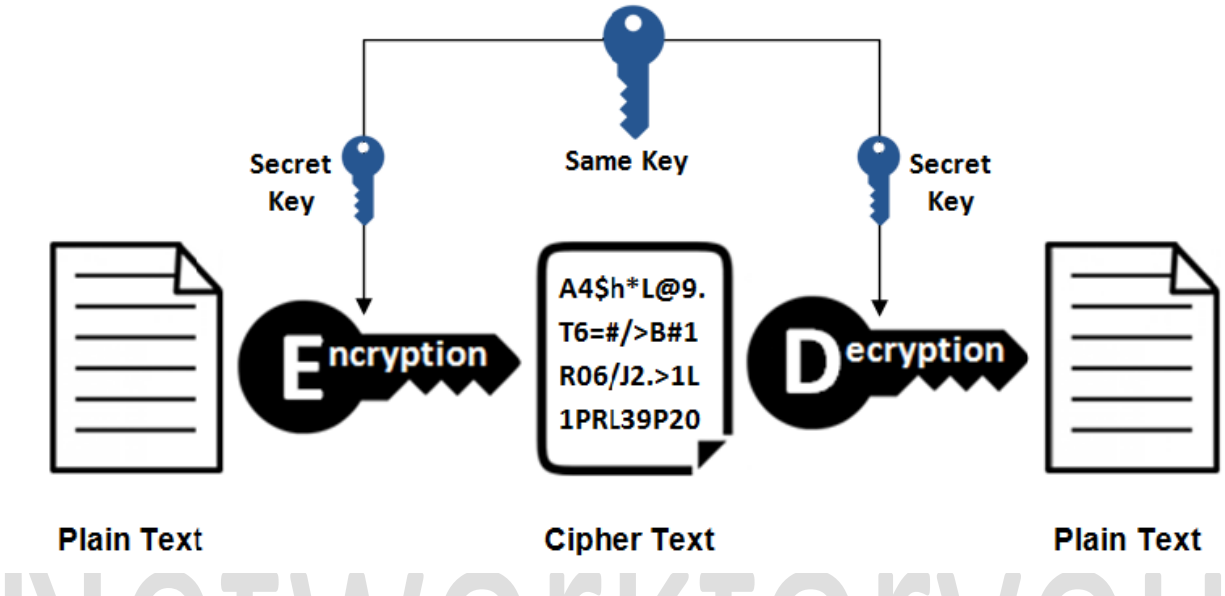 Same Key
Secret
Key
Secret
Key
Encryption
A4$h*L@9.
T6=#/>B#1
R06/J2.>1L
1PRL39P20
Decryption
Plain Text
Cipher Text
Plain Text